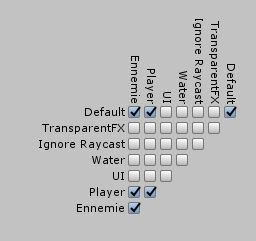 Ennemie
Player
UI
Water
Ignore Raycast
TransparentFX
Default
Default
TransparentFX
Ignore Raycast
Water
UI
Player
Ennemie